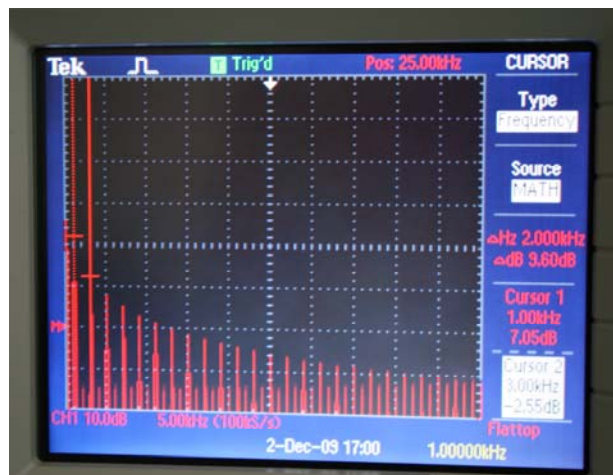 Tek T Trig'd Pos: 25.00kHz CURSOR
Type
Frequency
Source
MATH
△Hz 2.000kHz
△dB 9.60dB
Cursor 1
1.00kHz
7.05dB
Cursor 2
3.00kHz
-2.55dB
M
CH1 10.0dB 5.00kHz (100kS/s) Flattop
2-Dec-09 17:00 1.00000kHz